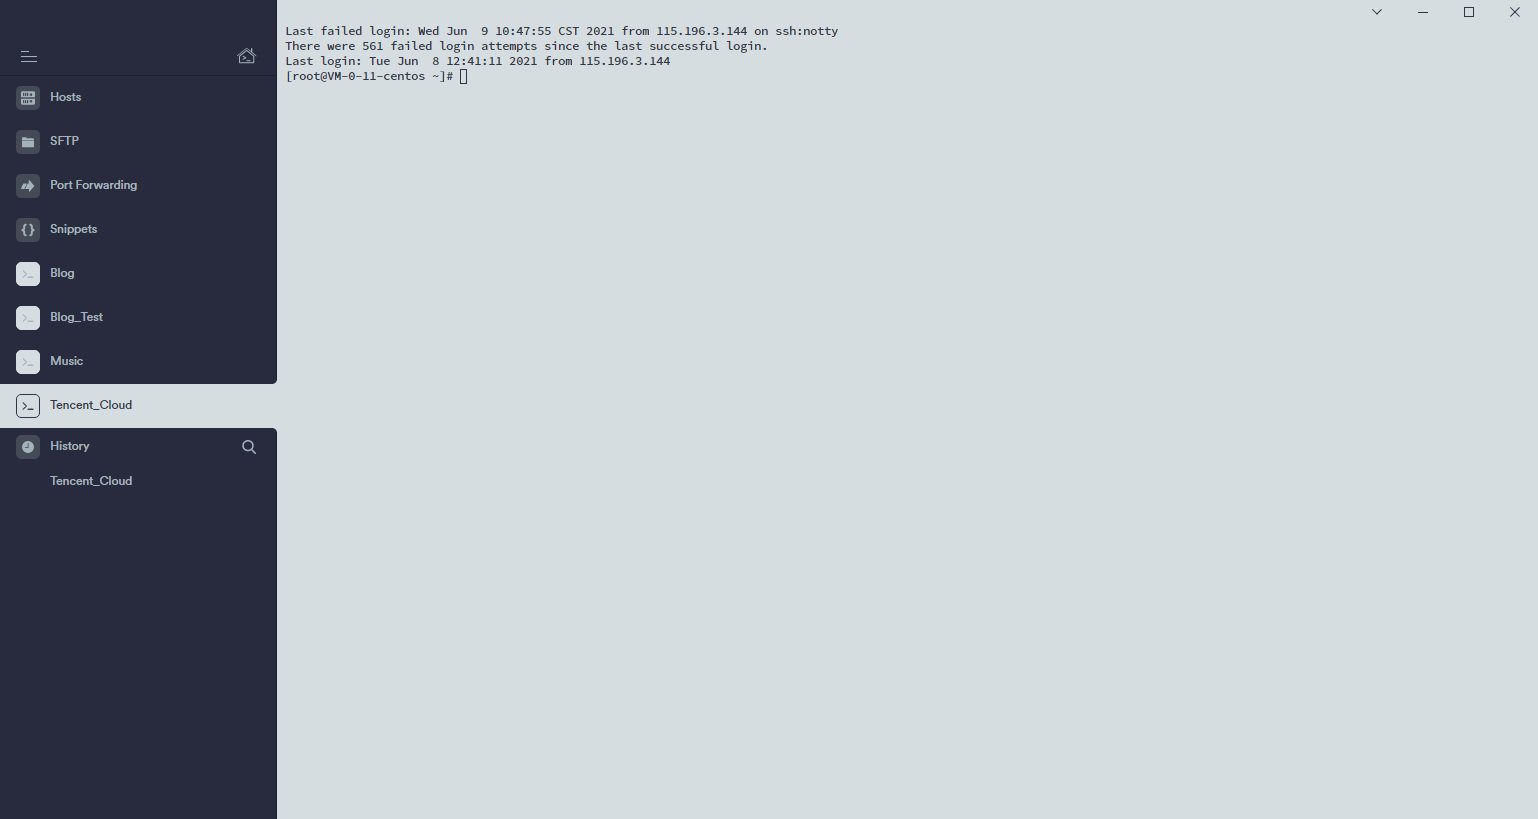 Hosts
SFTP
Port Forwarding
Snippets
Blog
Blog_Test
Music
Tencent_Cloud
History
Tencent_Cloud
Last failed login: Wed Jun  9 10:47:55 CST 2021 from 115.196.3.144 on ssh:notty
There were 561 failed login attempts since the last successful login.
Last login: Tue Jun  8 12:41:11 2021 from 115.196.3.144
[root@VM-0-11-centos ~]#